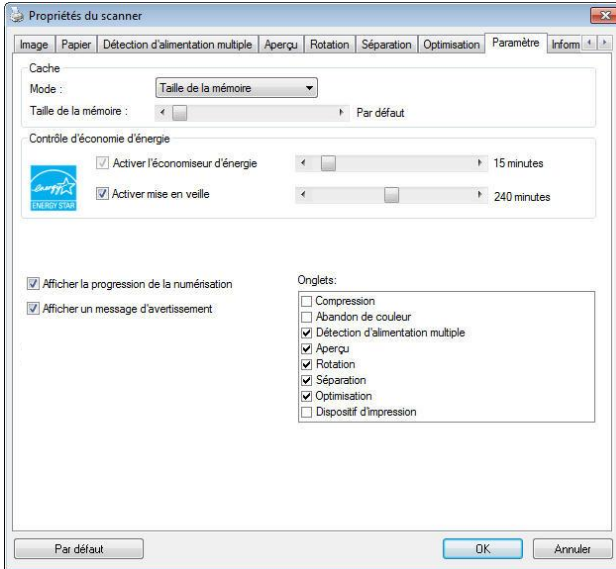 Propriétés du scanner
Image Papier Détection d'alimentation multiple Aperçu Rotation Séparation Optimisation Paramètre Inform
Cache
Mode : Taille de la mémoire
Taille de la mémoire : Par défaut
Contrôle d'économie d'énergie
Activer l'économiseur d'énergie 15 minutes
energy
ENERGY STAR
Activer mise en veille 240 minutes
Afficher la progression de la numérisation
Afficher un message d'avertissement
Onglets:
Compression
Abandon de couleur
Détection d'alimentation multiple
Aperçu
Rotation
Séparation
Optimisation
Dispositif d'impression
Par défaut OK Annuler